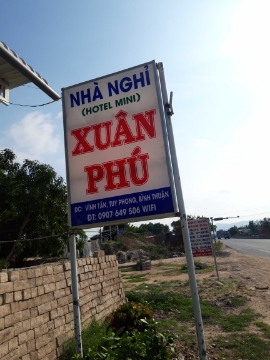 NHÀ NGHỈ
(HOTEL MINI)
XUÂN
PHÚ
ĐC: VĨNH TÂN, TUY PHONG, BÌNH THUẬN
ĐT: 0907 649 506 WIFI